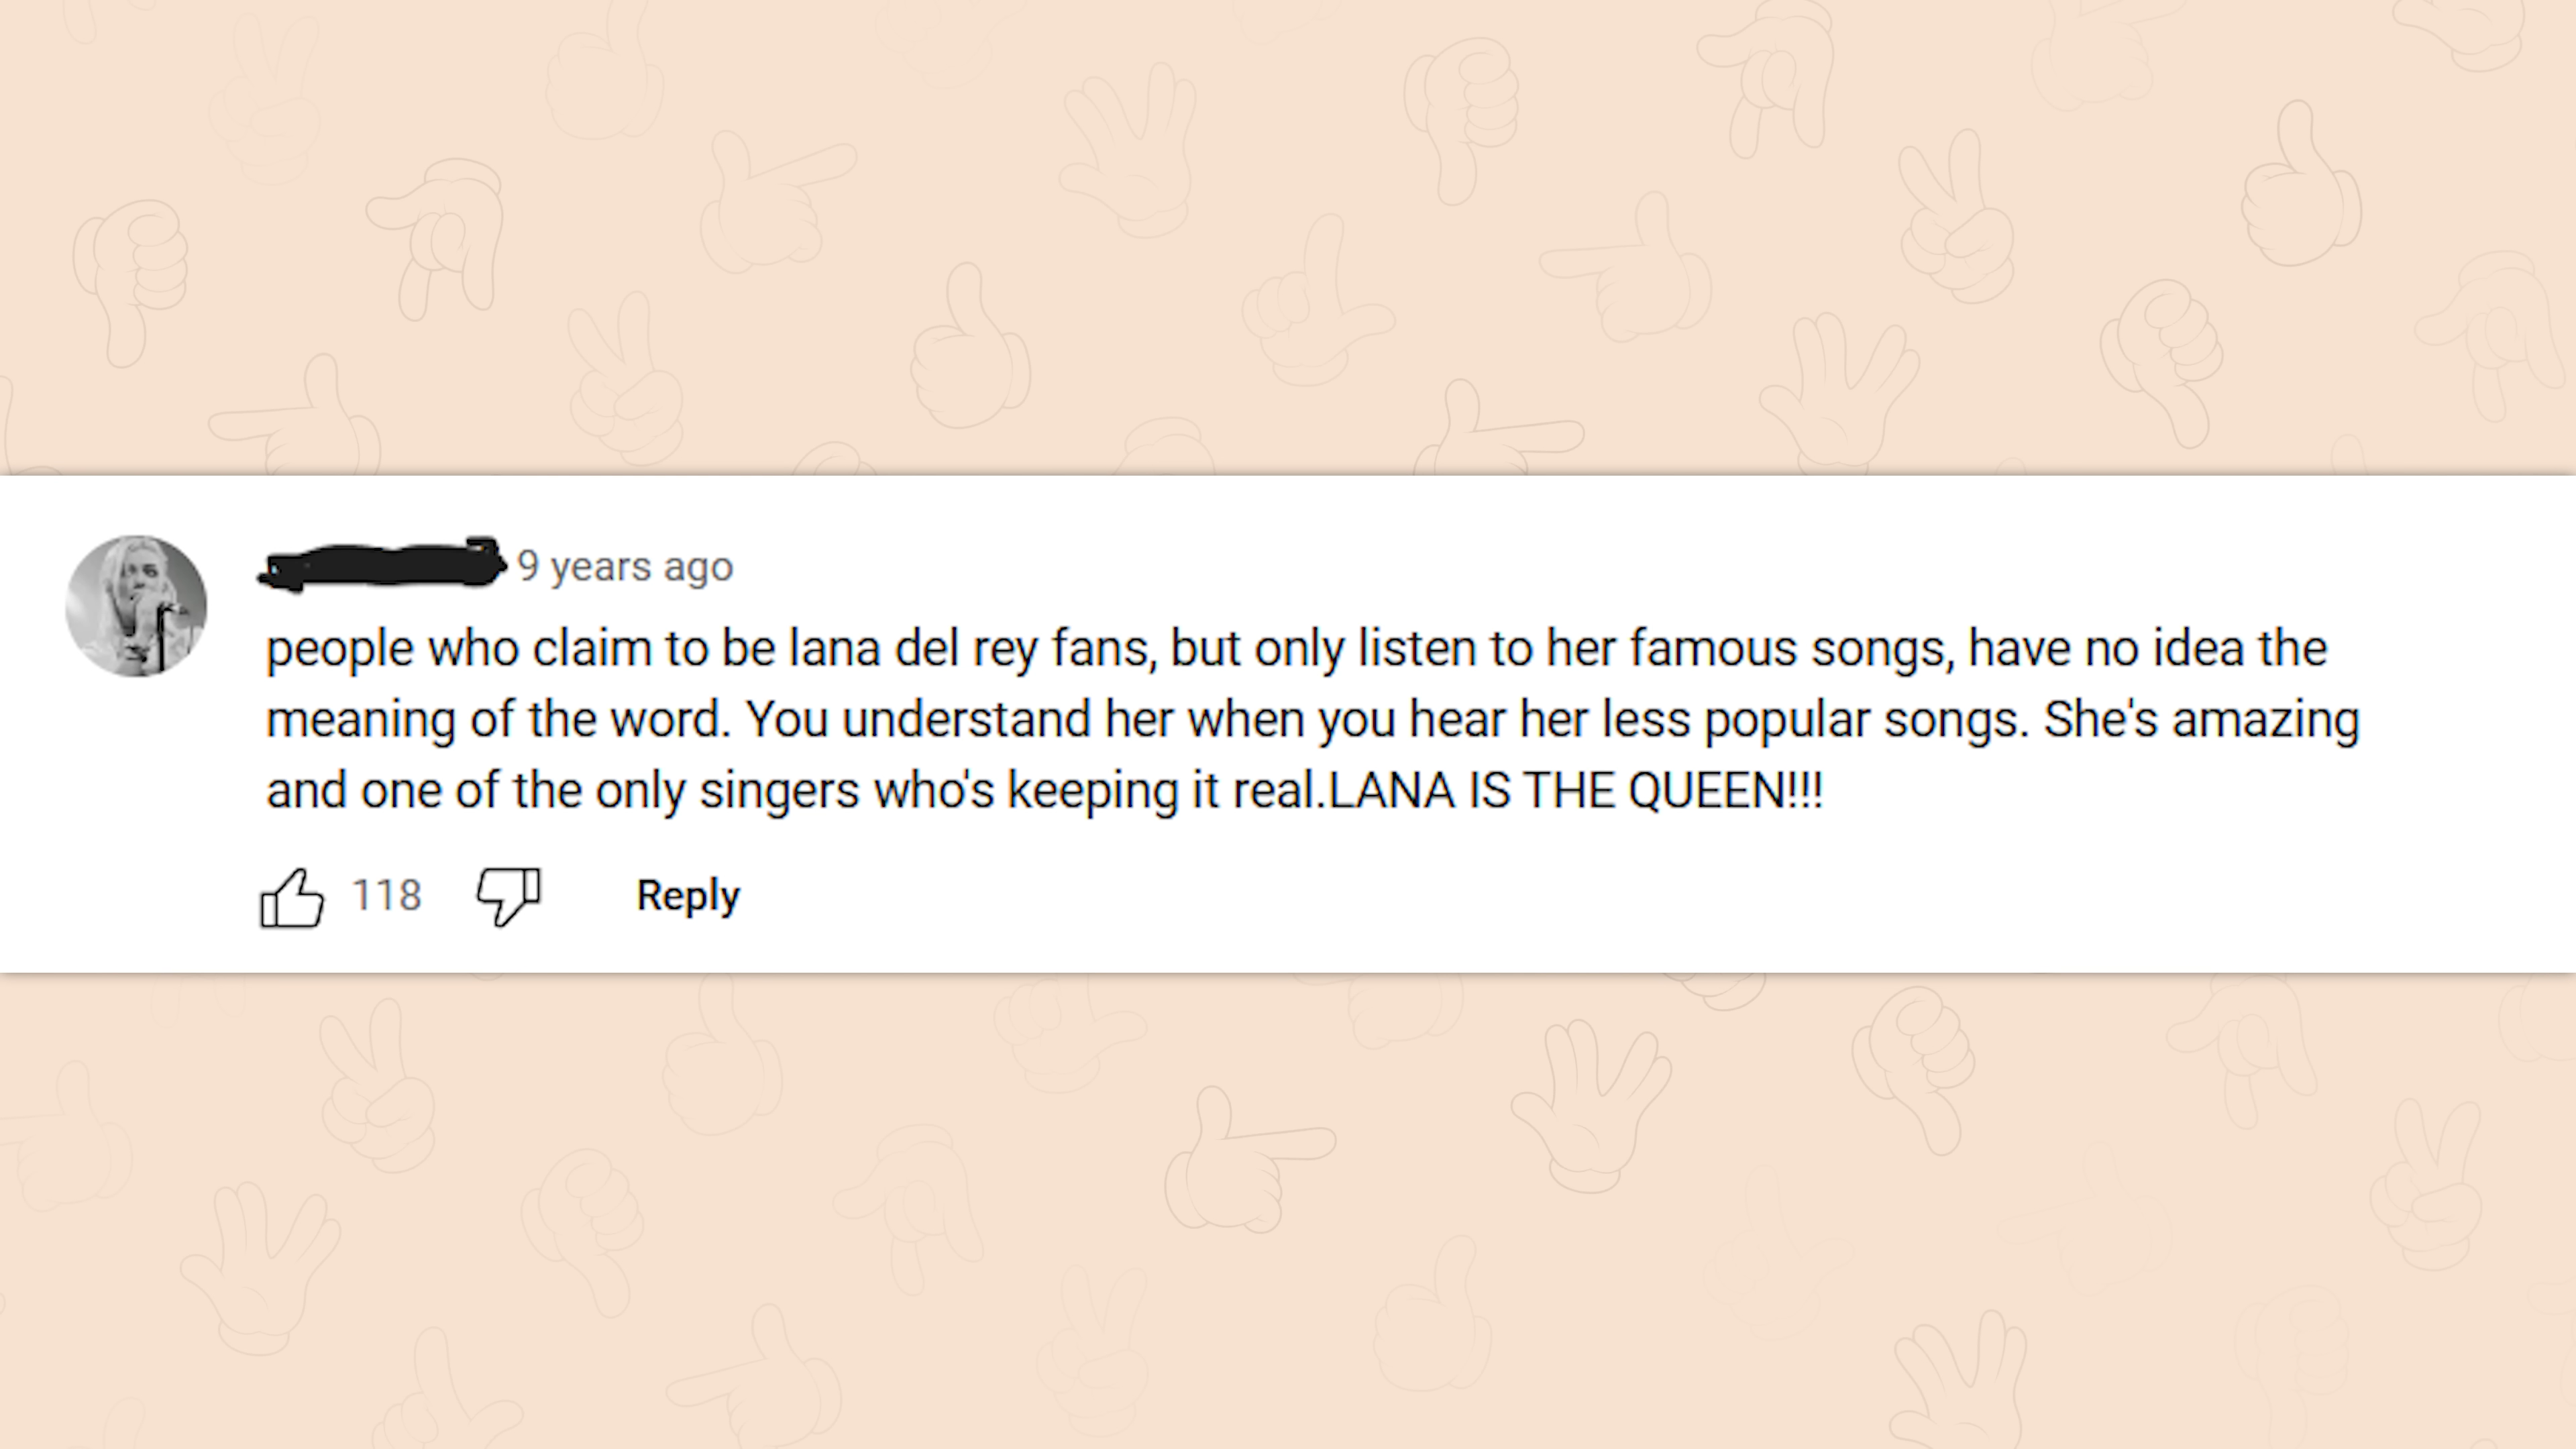 9 years ago
people who claim to be lana del rey fans, but only listen to her famous songs, have no idea the
meaning of the word. You understand her when you hear her less popular songs. She's amazing
and one of the only singers who's keeping it real.LANA IS THE QUEEN!!!
118 Reply